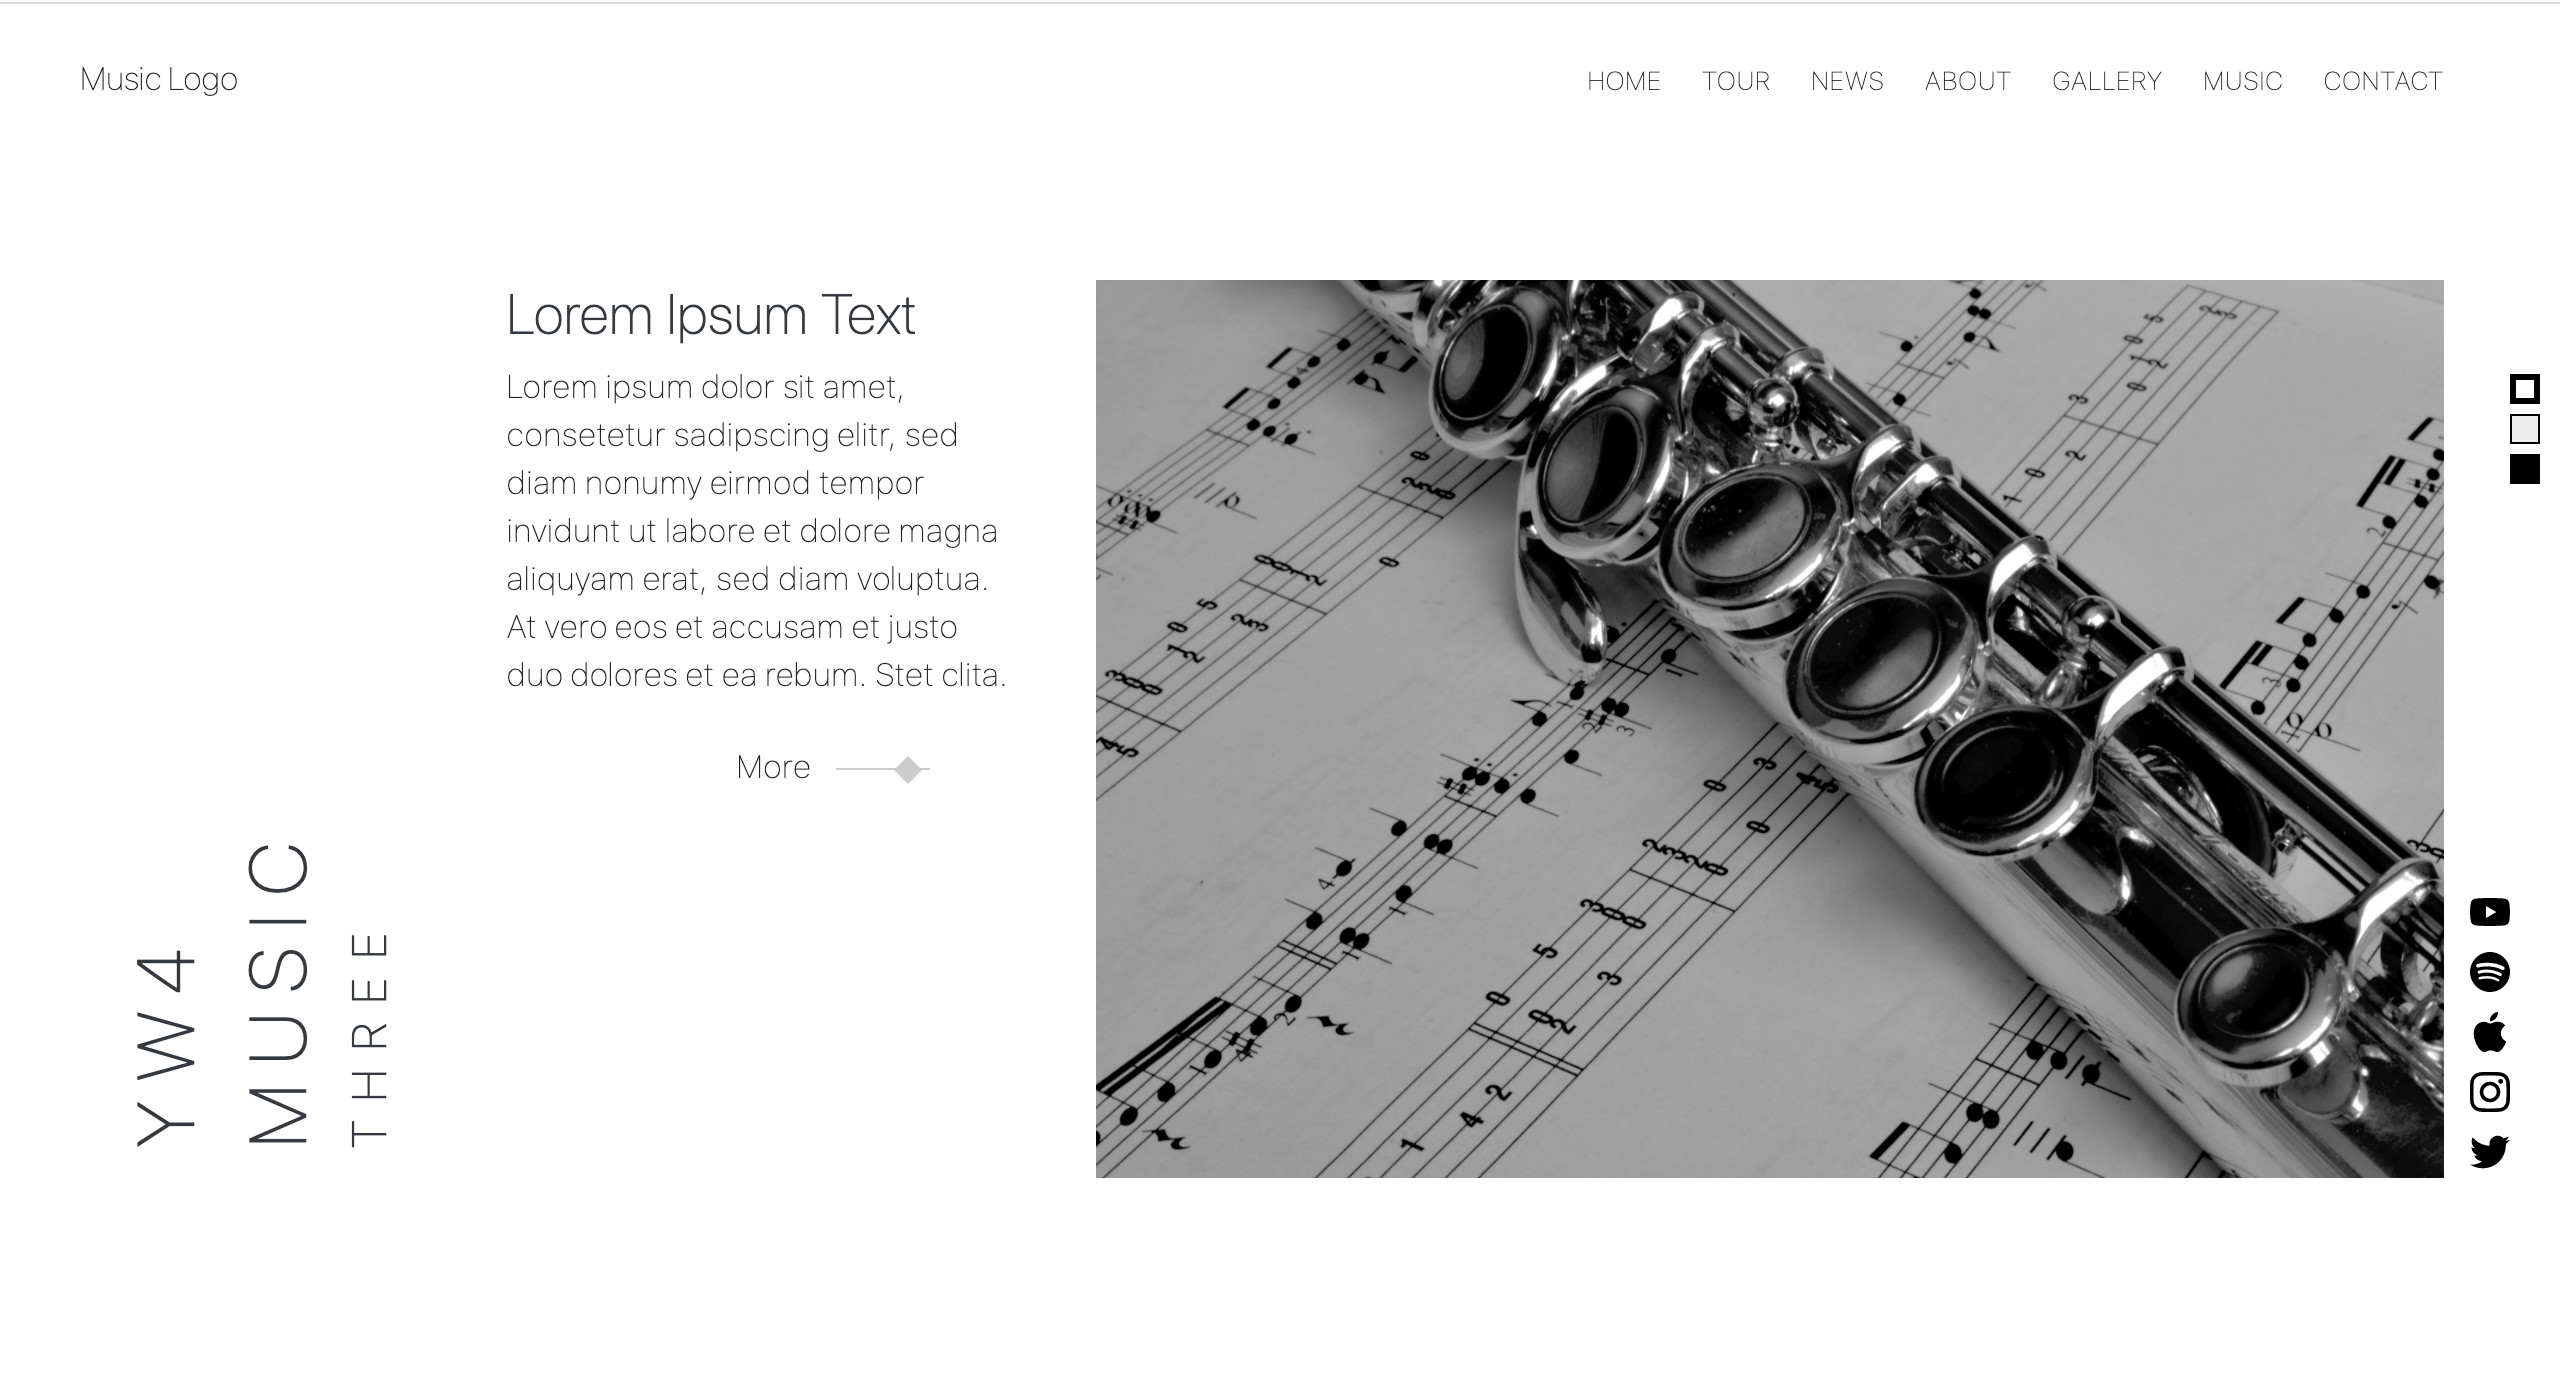 Music Logo
HOME TOUR NEWS ABOUT GALLERY MUSIC CONTACT
YW4
MUSIC
THREE
Lorem Ipsum Text
Lorem ipsum dolor sit amet,
consetetur sadipscing elitr, sed
diam nonumy eirmod tempor
invidunt ut labore et dolore magna
aliquyam erat, sed diam voluptua.
At vero eos et accusam et justo
duo dolores et ea rebum. Stet clita.
More